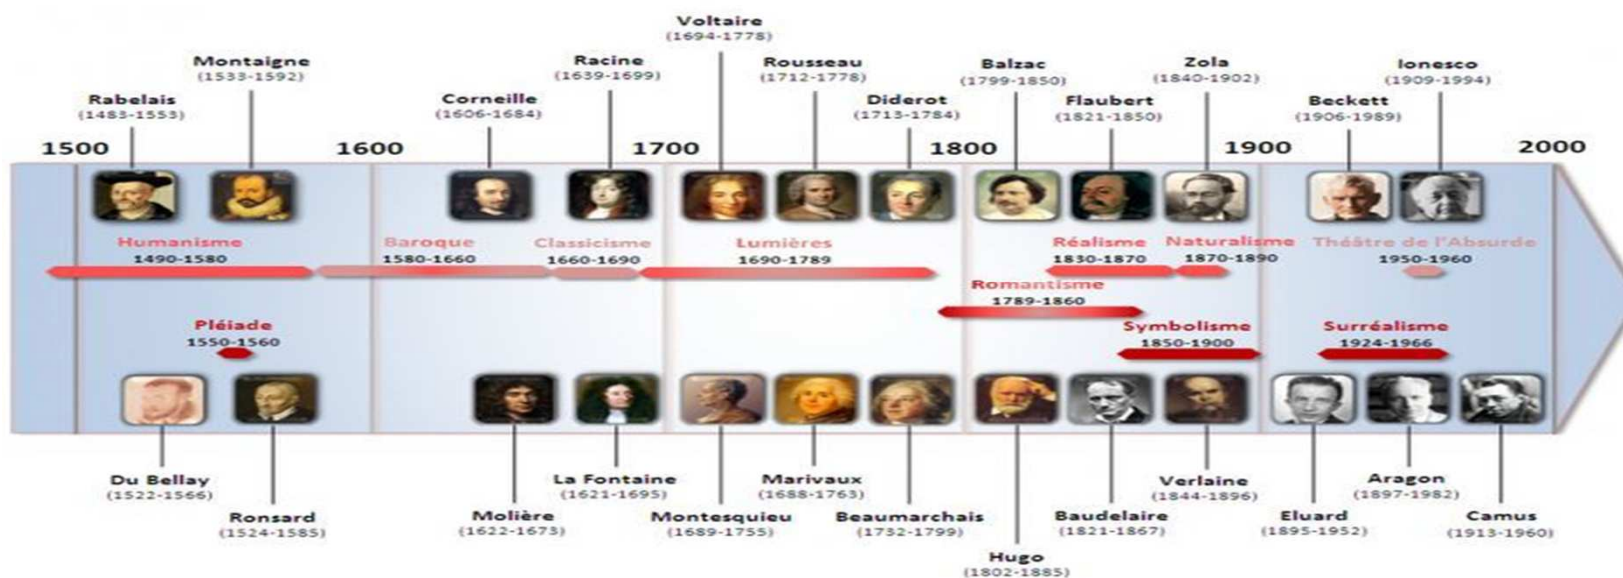 Voltaire
(1694-1778)
Montaigne
(1533-1592)
Racine
(1639-1699)
Rousseau
(1712-1778)
Balzac
(1799-1850)
Zola
(1840-1902)
Ionesco
(1909-1994)
Rabelais
(1483-1553)
Corneille
(1606-1684)
Diderot
(1713-1784)
Flaubert
(1821-1850)
Beckett
(1906-1989)
1500 1600 1700 1800 1900 2000
Humanisme
1490-1580
Baroque
1580-1660
Classicisme
1660-1690
Lumières
1690-1789
Réalisme
1830-1870
Naturalisme
1870-1890
Théâtre de l'Absurde
1950-1960
Romantisme
1789-1860
Pléiade
1550-1560
Symbolisme
1850-1900
Surréalisme
1924-1966
Du Bellay
(1522-1566)
La Fontaine
(1621-1695)
Marivaux
(1688-1763)
Verlaine
(1844-1896)
Aragon
(1897-1982)
Ronsard
(1524-1585)
Molière
(1622-1673)
Montesquieu
(1689-1755)
Beaumarchais
(1732-1799)
Baudelaire
(1821-1867)
Eluard
(1895-1952)
Camus
(1913-1960)
Hugo
(1802-1885)